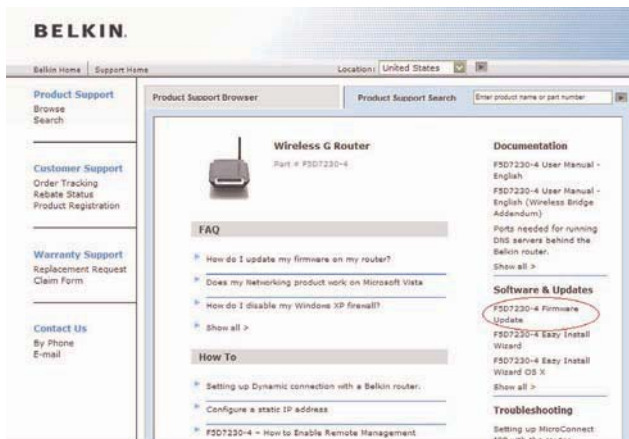 BELKIN.
Belkin Home | Support Home
Location: United States
Product Support
Browse
Search
Customer Support
Order Tracking
Rebate Status
Product Registration
Warranty Support
Replacement Request
Claim Form
Contact Us
By Phone
E-mail
Product Support Browser
Product Support Search
Enter product name or part number
Wireless G Router
Part # F5D7230-4
FAQ
How do I update my firmware on my router?
Does my Networking product work on Microsoft Vista
How do I disable my Windows XP firewall?
Show all >
How To
Setting up Dynamic connection with a Belkin router.
Configure a static IP address
F5D7230-4 - How to Enable Remote Management
Documentation
F5D7230-4 User Manual -
English
F5D7230-4 User Manual -
English (Wireless Bridge
Addendum)
Ports needed for running
DNS servers behind the
Belkin router.
Show all >
Software & Updates
F5D7230-4 Firmware
Update
F5D7230-4 Easy Install
Wizard
F5D7230-4 Easy Install
Wizard OS X
Show all >
Troubleshooting
Setting up MicroConnect